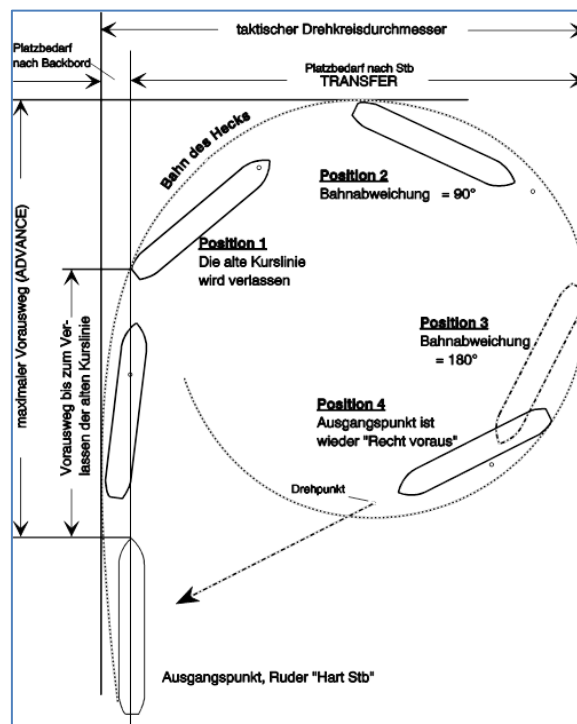 taktischer Drehkreisdurchmesser
Platzbedarf
nach Backbord
Platzbedarf nach Stb
TRANSFER
Bahn des Hecks
Position 2
Bahnabweichung = 90°
Position 1
Die alte Kurslinie
wird verlassen
maximaler Vorausweg (ADVANCE)
Vorausweg bis zum Ver-
lassen der alten Kurslinie
Position 3
Bahnabweichung
= 180°
Position 4
Ausgangspunkt ist
wieder "Recht voraus"
Drehpunkt
Ausgangspunkt, Ruder "Hart Stb"